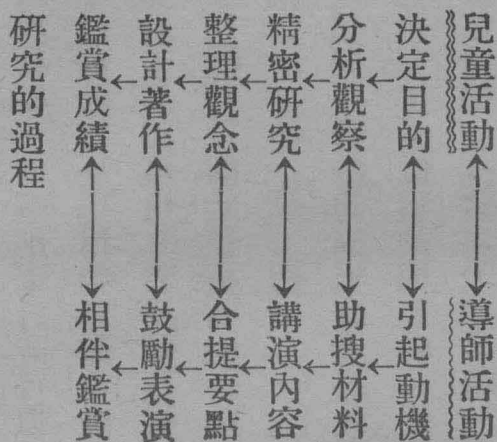 兒童活動 導師活動
決定目的 引起動機
分析觀察 助搜材料
精密研究 講演內容
整理觀念 合提要點
設計著作 鼓勵表演
鑑賞成績 相伴鑑賞
研究的過程